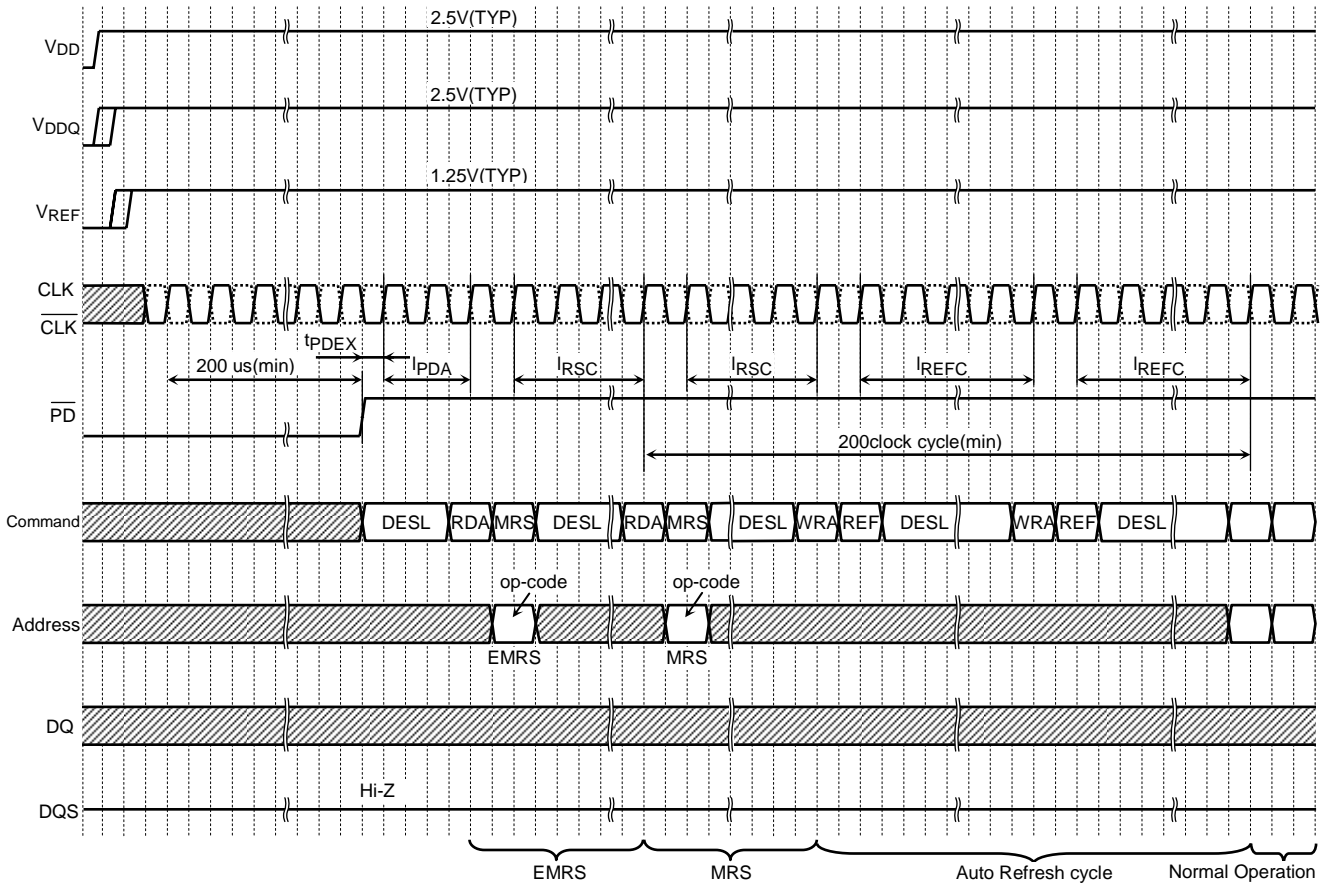 2.5V(TYP)
VDD
2.5V(TYP)
VDDQ
1.25V(TYP)
VREF
CLK
CLK
tPDEX
200 us(min)
lPDA
lRSC
lRSC
lREFC
lREFC
PD
200clock cycle(min)
Command
DESL
RDA
MRS
DESL
RDA
MRS
DESL
WRA
REF
DESL
WRA
REF
DESL
op-code
op-code
Address
EMRS
MRS
DQ
Hi-Z
DQS
EMRS
MRS
Auto Refresh cycle
Normal Operation